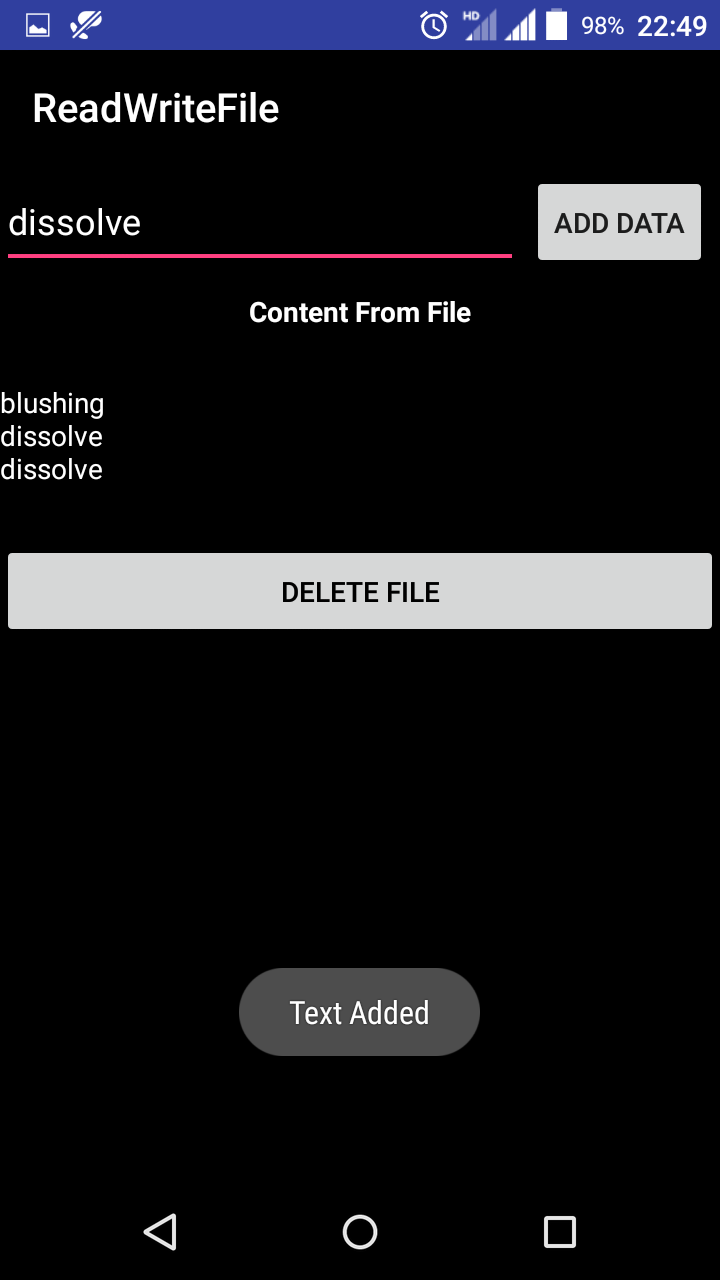 HD 98% 22:49
ReadWriteFile
dissolve ADD DATA
Content From File
blushing
dissolve
dissolve
DELETE FILE
Text Added